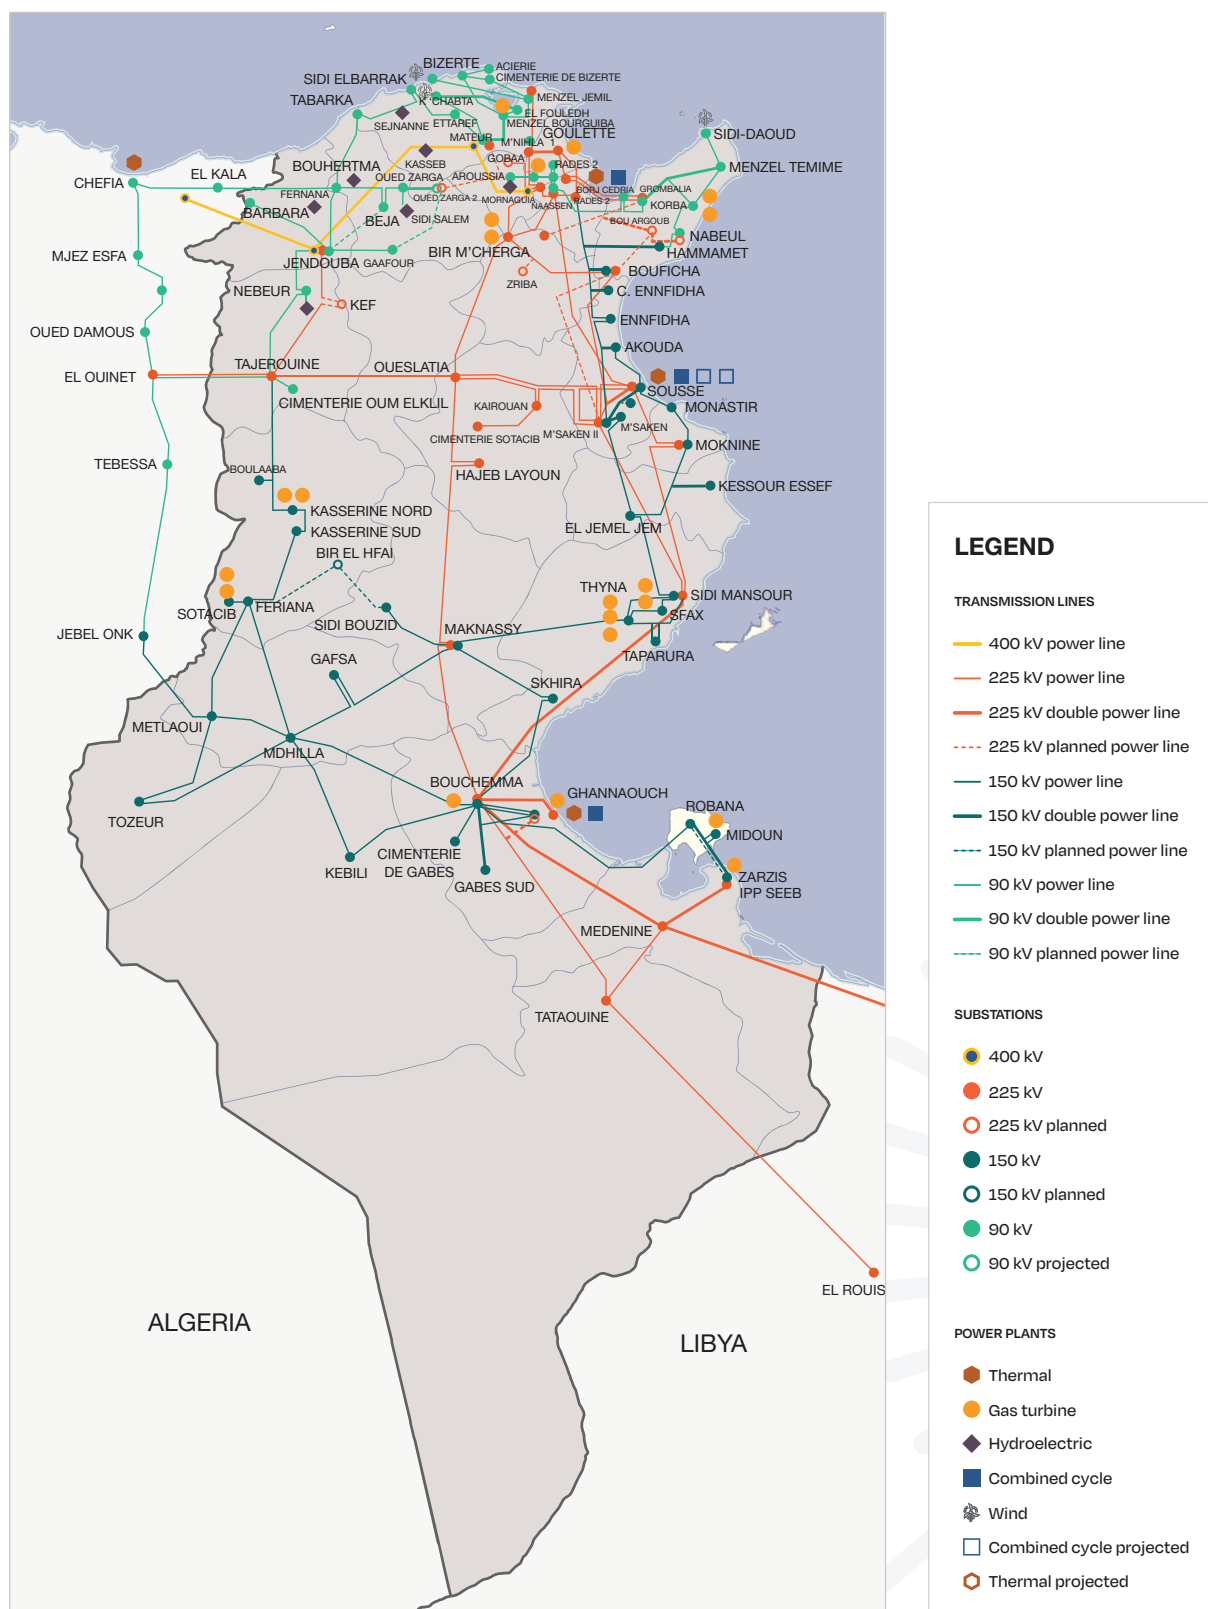 BIZERTE
ACIERIE
SIDI ELBARRAK
CIMENTERIE DE BIZERTE
TABARKA
K' CHABTA
MENZEL JEMIL
SEJNANNE
ETTAREF
EL FOULEDH
MENZEL BOURGUIBA
MATEUR
M'NIHLA 1
GOULETTE
SIDI-DAOUD
BOUHERTMA
KASSEB
GOBAA
RADES 2
MENZEL TEMIME
CHEFIA
EL KALA
FERNANA
OUED ZARGA
AROUSSIA
OUED ZARGA 2
MORNAGUIA
NAASSEN
BORJ CEDRIA
RADES 2
GROMBALIA
KORBA
BARBARA
BEJA
SIDI SALEM
BOU ARGOUB
NABEUL
MJEZ ESFA
JENDOUBA
GAAFOUR
BIR M'CHERGA
HAMMAMET
ZRIBA
BOUFICHA
NEBEUR
KEF
C. ENNFIDHA
OUED DAMOUS
ENNFIDHA
AKOUDA
EL OUINET
TAJEROUINE
OUESLATIA
SOUSSE
CIMENTERIE OUM ELKLIL
KAIROUAN
MONASTIR
CIMENTERIE SOTACIB
M'SAKEN II
M'SAKEN
MOKNINE
TEBESSA
BOULAABA
HAJEB LAYOUN
KESSOUR ESSEF
KASSERINE NORD
KASSERINE SUD
EL JEMEL JEM
BIR EL HFAI
THYNA
SIDI MANSOUR
SOTACIB
FERIANA
SIDI BOUZID
SFAX
JEBEL ONK
MAKNASSY
TAPARURA
GAFSA
SKHIRA
METLAOUI
MDHILLA
BOUCHEMMA
GHANNAOUCH
ROBANA
TOZEUR
MIDOUN
KEBILI
CIMENTERIE
DE GABES
GABES SUD
ZARZIS
IPP SEEB
MEDENINE
TATAOUINE
EL ROUIS
ALGERIA
LIBYA
LEGEND
TRANSMISSION LINES
400 kV power line
225 kV power line
225 kV double power line
225 kV planned power line
150 kV power line
150 kV double power line
150 kV planned power line
90 kV power line
90 kV double power line
90 kV planned power line
SUBSTATIONS
400 kV
225 kV
225 kV planned
150 kV
150 kV planned
90 kV
90 kV projected
POWER PLANTS
Thermal
Gas turbine
Hydroelectric
Combined cycle
Wind
Combined cycle projected
Thermal projected